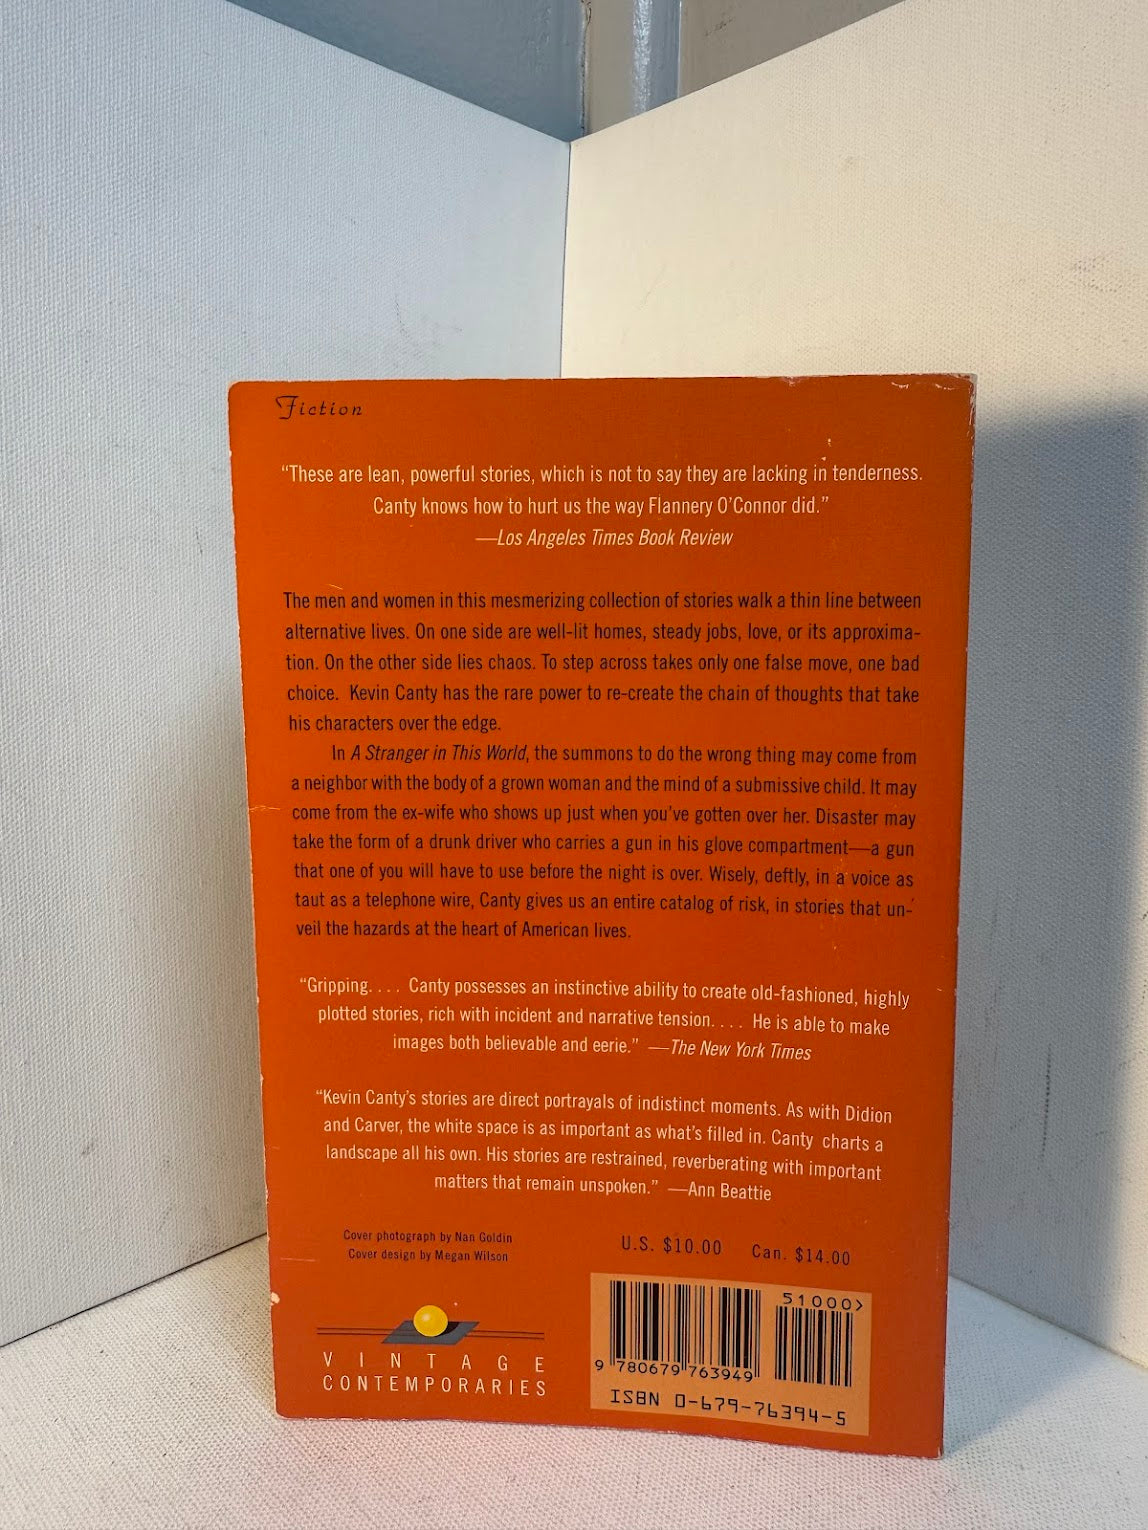 Fiction
“These are lean, powerful stories, which is not to say they are lacking in tenderness.
Canty knows how to hurt us the way Flannery O’Connor did.”
—Los Angeles Times Book Review
The men and women in this mesmerizing collection of stories walk a thin line between
alternative lives. On one side are well-lit homes, steady jobs, love, or its approxima-
tion. On the other side lies chaos. To step across takes only one false move, one bad
choice. Kevin Canty has the rare power to re-create the chain of thoughts that take
his characters over the edge.
In A Stranger in This World, the summons to do the wrong thing may come from
a neighbor with the body of a grown woman and the mind of a submissive child. It may
come from the ex-wife who shows up just when you’ve gotten over her. Disaster may
take the form of a drunk driver who carries a gun in his glove compartment—a gun
that one of you will have to use before the night is over. Wisely, deftly, in a voice as
taut as a telephone wire, Canty gives us an entire catalog of risk, in stories that un-
veil the hazards at the heart of American lives.
“Gripping. . . . Canty possesses an instinctive ability to create old-fashioned, highly
plotted stories, rich with incident and narrative tension. . . . He is able to make
images both believable and eerie.” —The New York Times
“Kevin Canty’s stories are direct portrayals of indistinct moments. As with Didion
and Carver, the white space is as important as what’s filled in. Canty charts a
landscape all his own. His stories are restrained, reverberating with important
matters that remain unspoken.” —Ann Beattie
Cover photograph by Nan Goldin
Cover design by Megan Wilson
U.S. $10.00 Can. $14.00
51000>
9 780679 763949
ISBN 0-679-76394-5
VINTAGE
CONTEMPORARIES